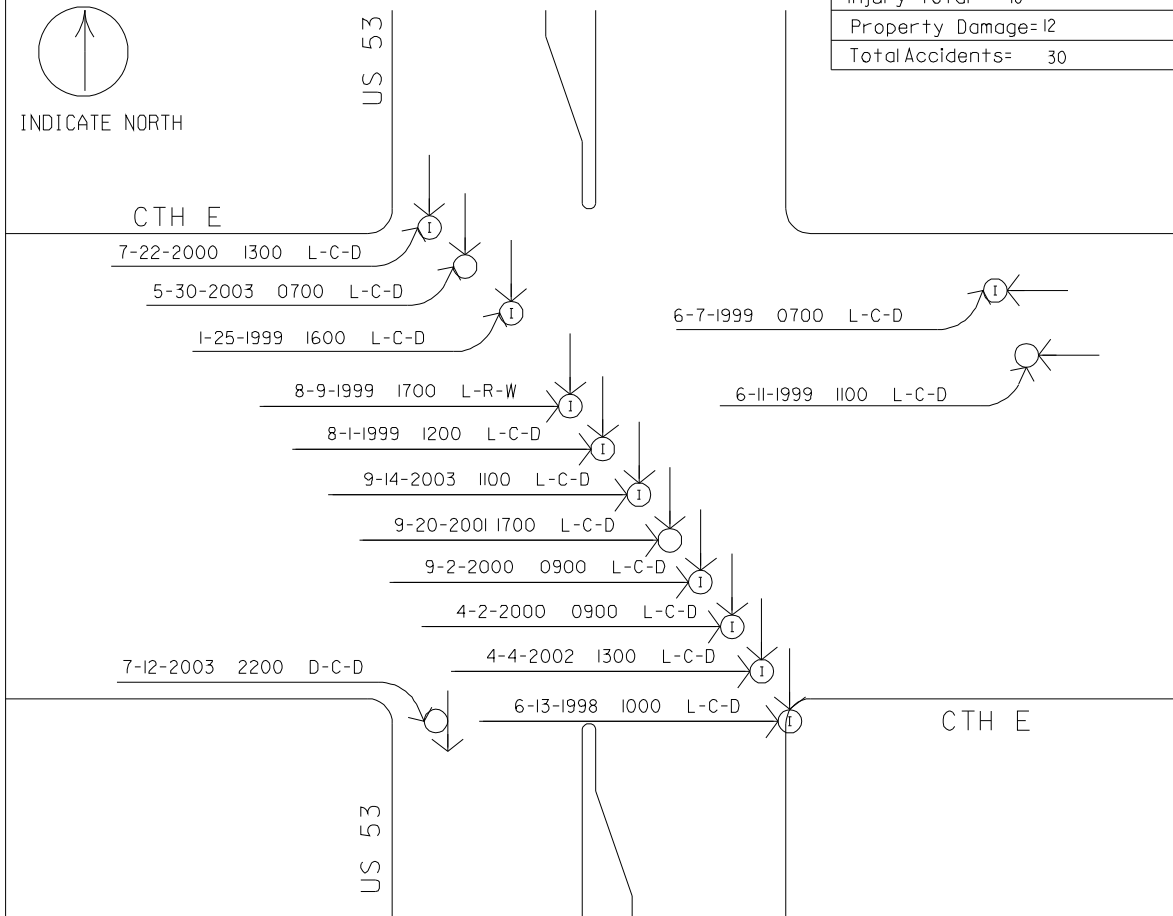 Property Damage= 12
Total Accidents= 30
US 53
INDICATE NORTH
CTH E
7-22-2000 1300 L-C-D
5-30-2003 0700 L-C-D
1-25-1999 1600 L-C-D
6-7-1999 0700 L-C-D
8-9-1999 1700 L-R-W
6-11-1999 1100 L-C-D
8-1-1999 1200 L-C-D
9-14-2003 1100 L-C-D
9-20-2001 1700 L-C-D
9-2-2000 0900 L-C-D
4-2-2000 0900 L-C-D
4-4-2002 1300 L-C-D
7-12-2003 2200 D-C-D
6-13-1998 1000 L-C-D
CTH E
US 53
I
I
I
I
I
I
I
I
I
I
I